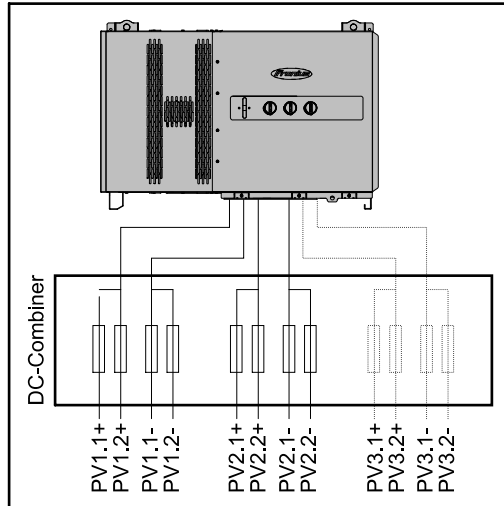 Fronius
DC-Combiner
PV1.1+
PV1.2+
PV1.1-
PV1.2-
PV2.1+
PV2.2+
PV2.1-
PV2.2-
PV3.1+
PV3.2+
PV3.1-
PV3.2-